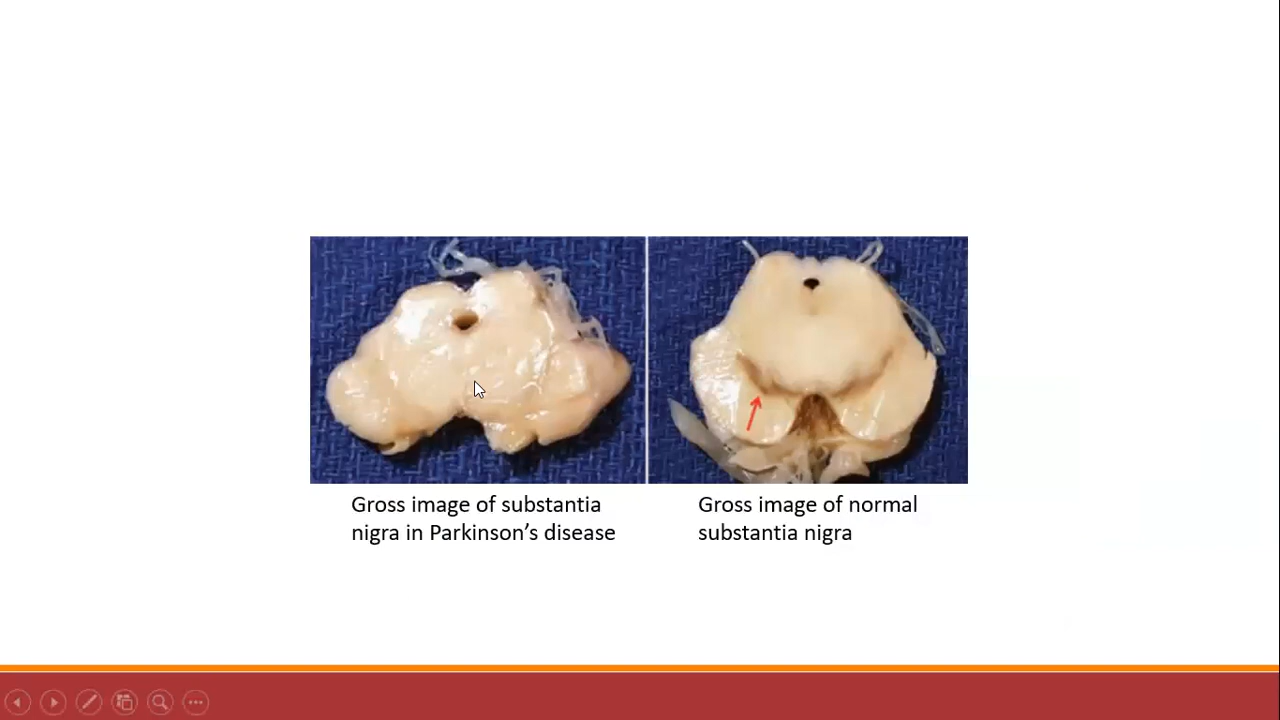 Gross image of substantia
nigra in Parkinson’s disease
Gross image of normal
substantia nigra